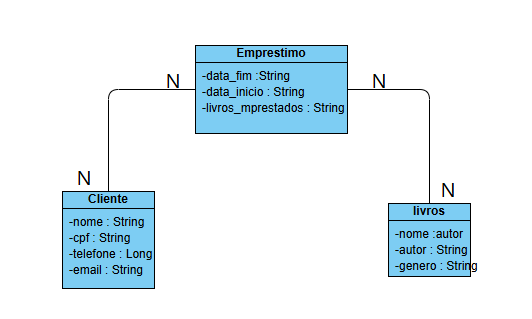 Emprestimo
-data_fim :String
-data_inicio : String
-livros_mprestados : String
N
N
N
N
Cliente
-nome : String
-cpf : String
-telefone : Long
-email : String
livros
-nome :autor
-autor : String
-genero : String